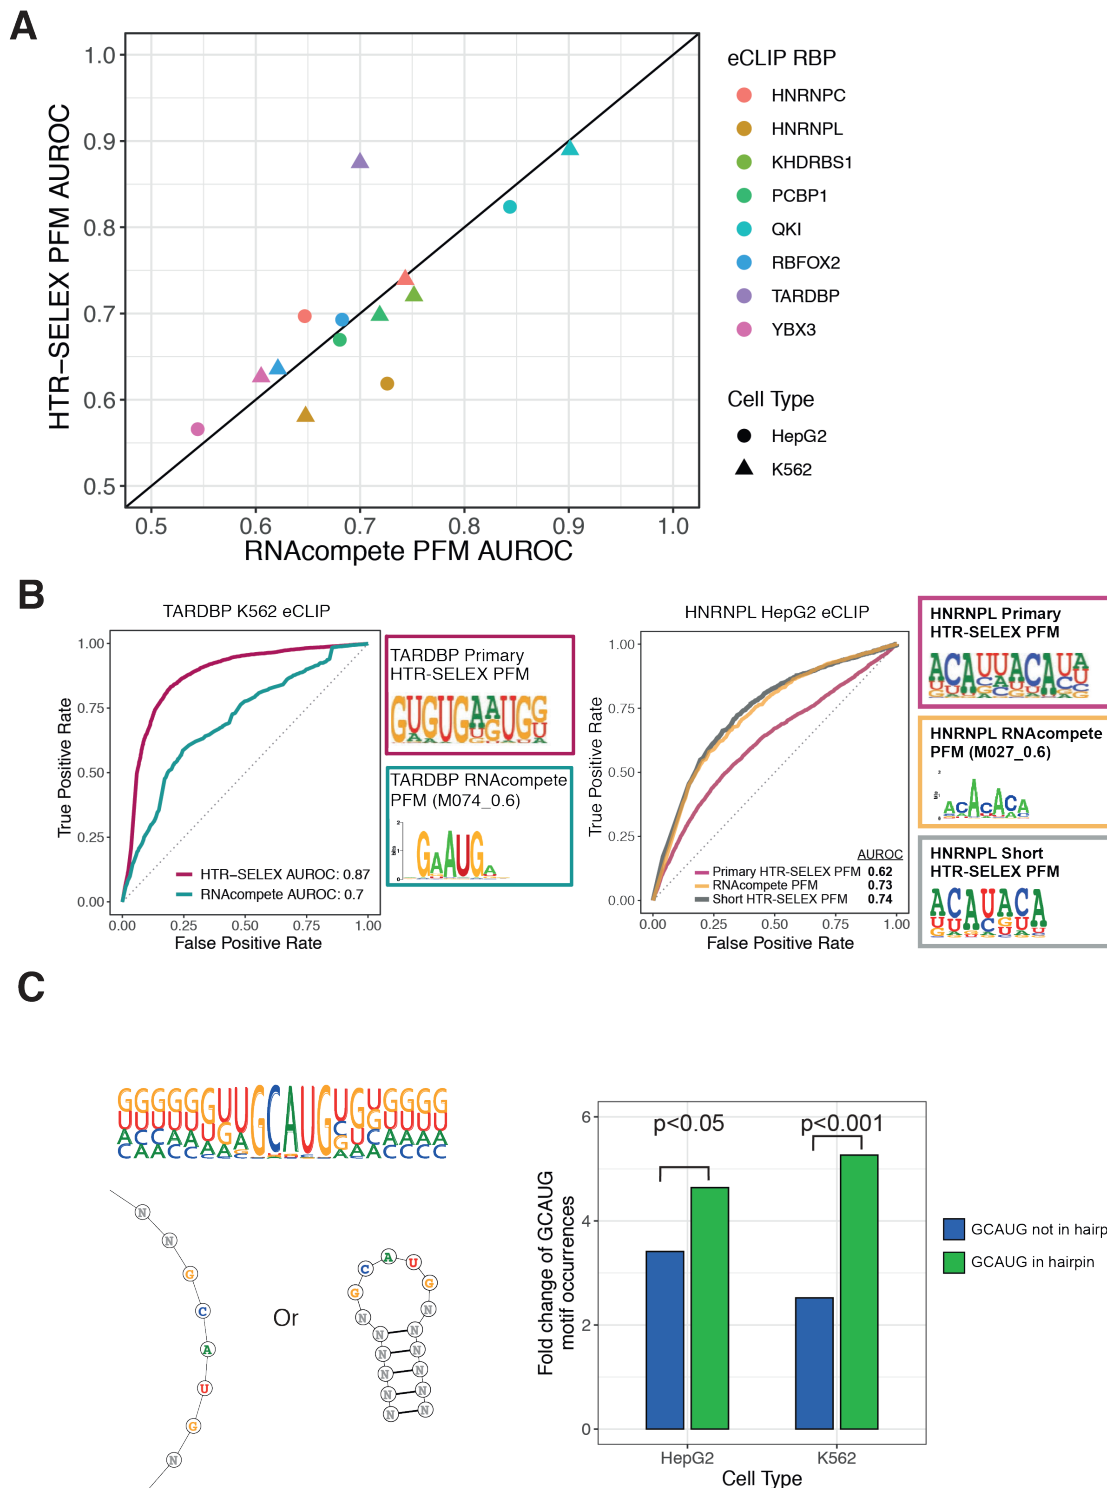 A
HTR−SELEX PFM AUROC
1.0
0.9
0.8
0.7
0.6
0.5
0.5 0.6 0.7 0.8 0.9 1.0
RNAcompete PFM AUROC
eCLIP RBP
HNRNPC
HNRNPL
KHDRBS1
PCBP1
QKI
RBFOX2
TARDBP
YBX3
Cell Type
HepG2
K562
B
TARDBP K562 eCLIP
True Positive Rate
1.00
0.75
0.50
0.25
0.00
0.00 0.25 0.50 0.75 1.00
False Positive Rate
HTR−SELEX AUROC: 0.87
RNAcompete AUROC: 0.7
TARDBP Primary
HTR-SELEX PFM
TARDBP RNAcompete
PFM (M074_0.6)
HNRNPL HepG2 eCLIP
True Positive Rate
1.00
0.75
0.50
0.25
0.00
0.00 0.25 0.50 0.75 1.00
False Positive Rate
AUROC
Primary HTR-SELEX PFM 0.62
RNAcompete PFM 0.73
Short HTR-SELEX PFM 0.74
HNRNPL Primary
HTR-SELEX PFM
HNRNPL RNAcompete
PFM (M027_0.6)
HNRNPL Short
HTR-SELEX PFM
C
N
N
G
C
A
U
G
N
Or
G C A U G
N N
N N
N N
N N
N N
N N
Fold change of GCAUG
motif occurrences
6
4
2
0
p<0.05
p<0.001
HepG2 K562
Cell Type
GCAUG not in hairp
GCAUG in hairpin